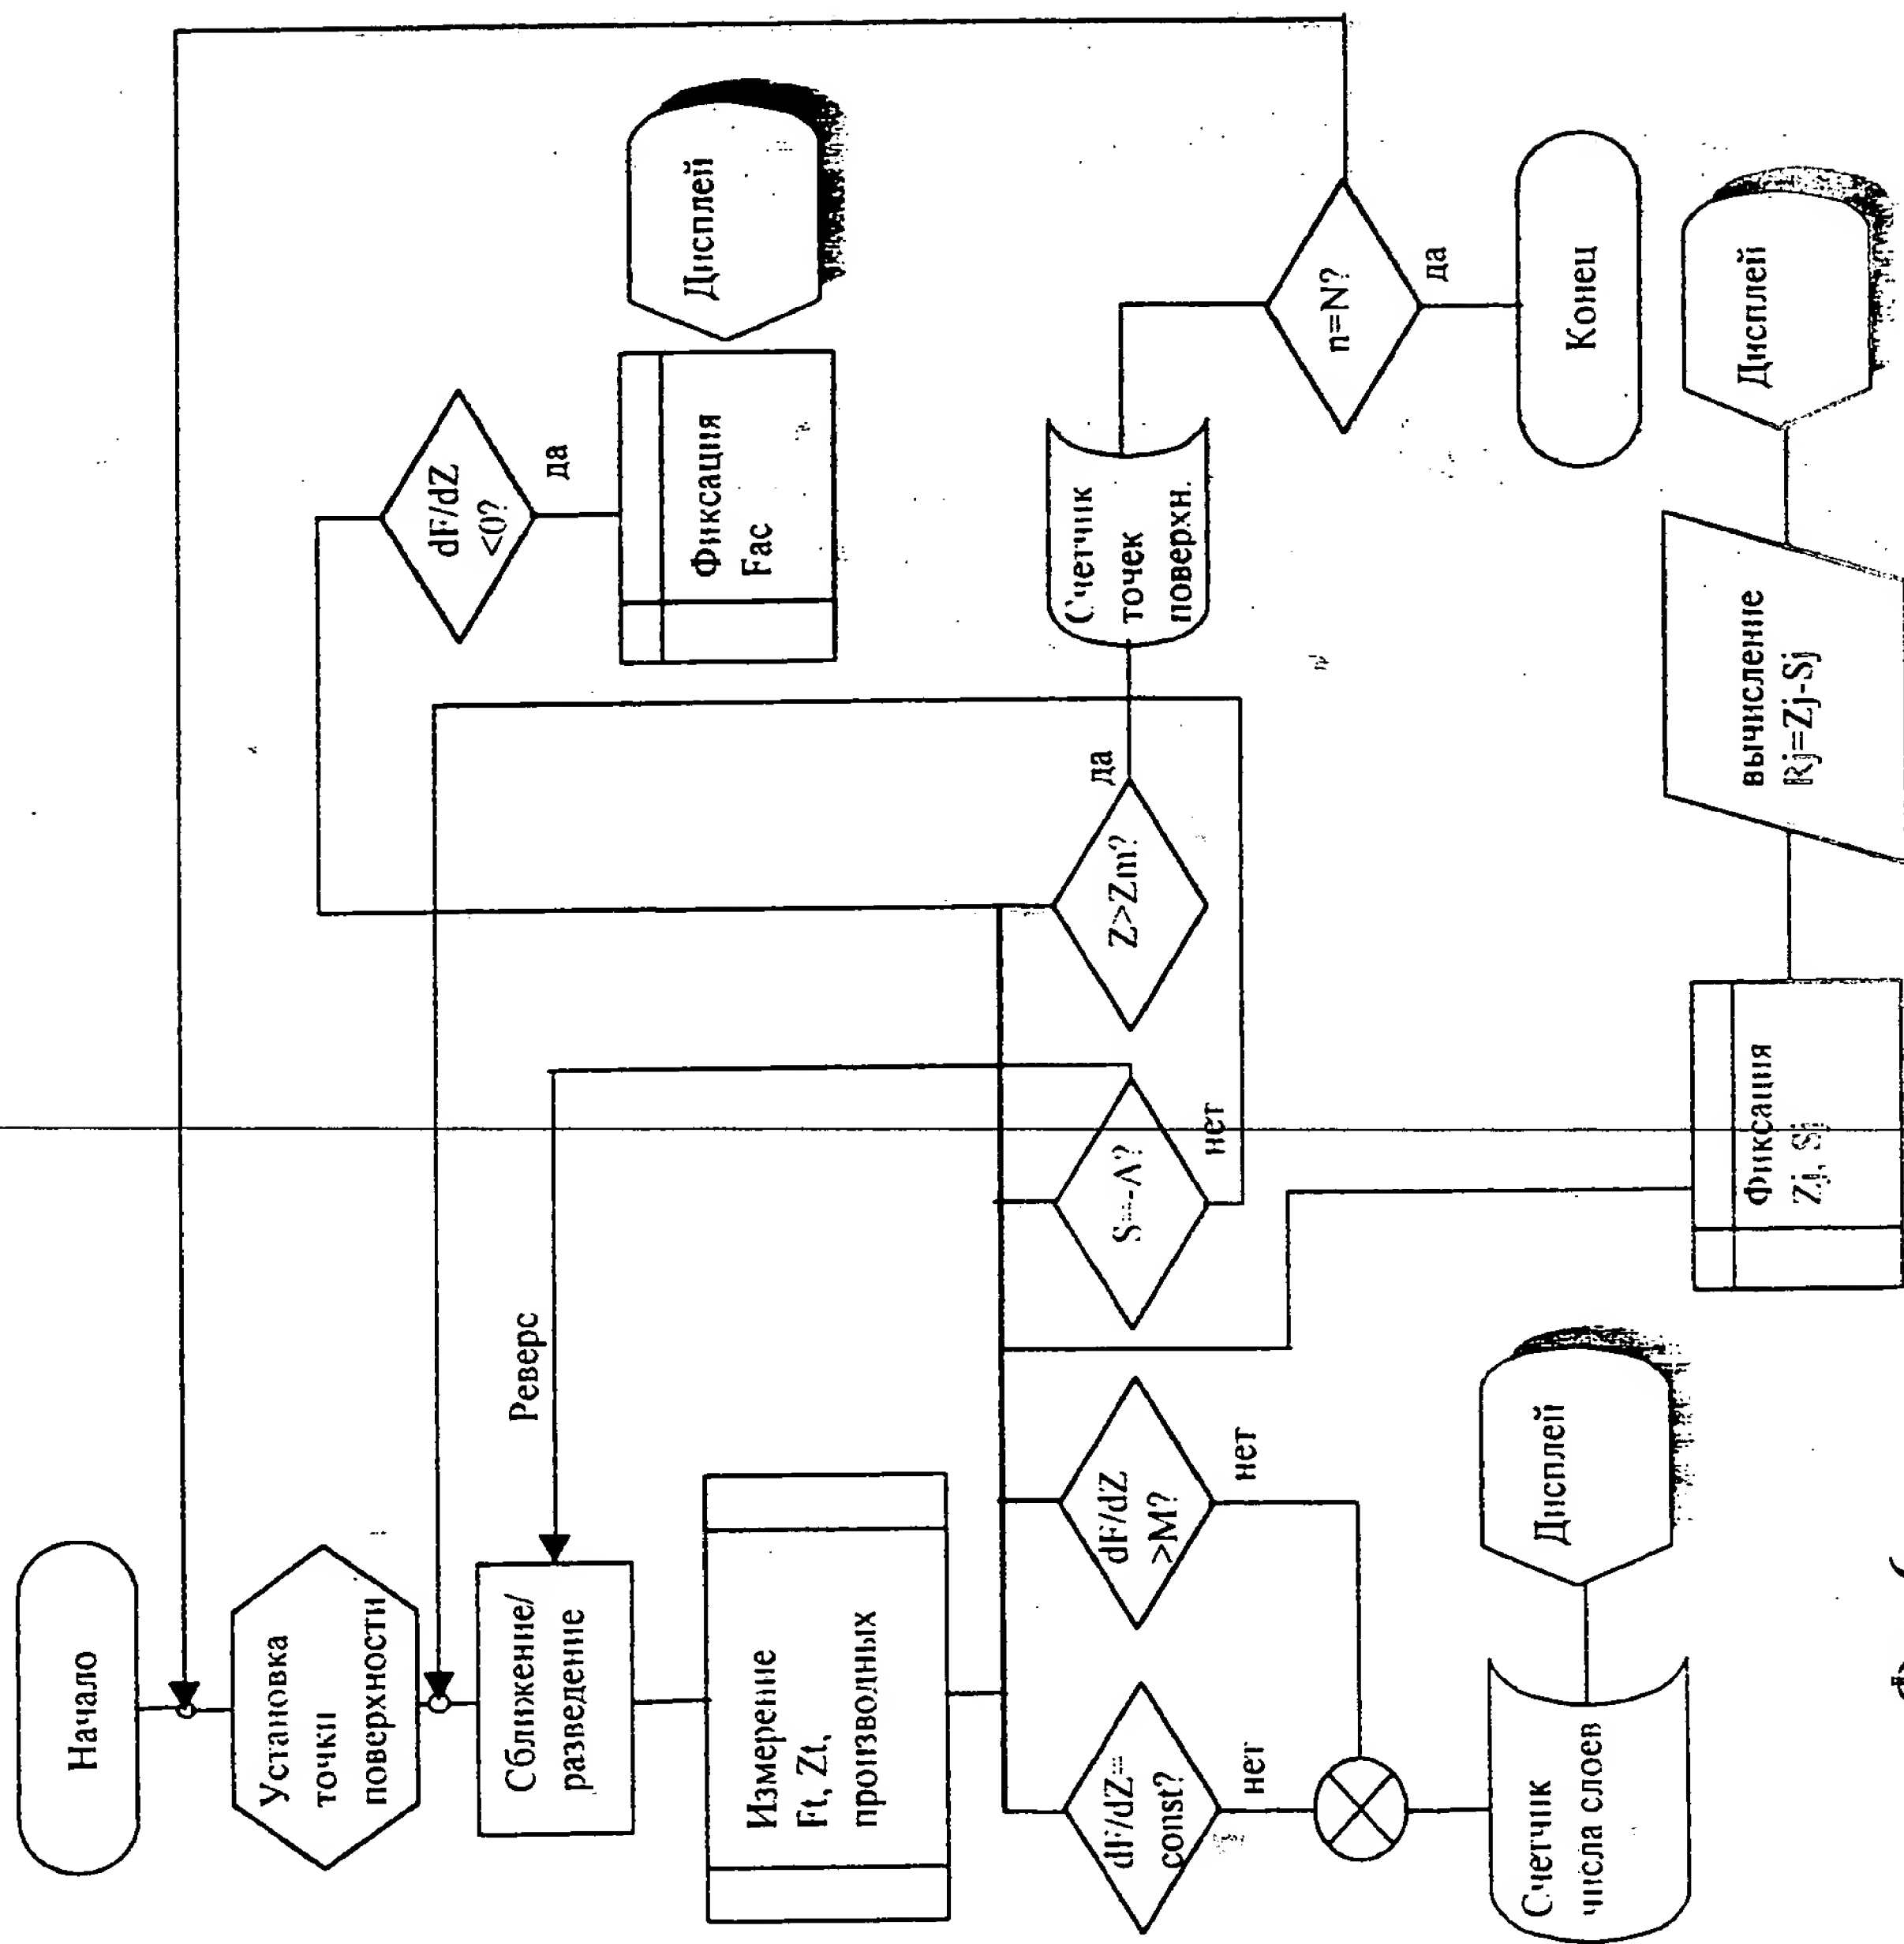 Начало
Установка
точки
поверхности
Сближение/
разведение
Реверс
Измерение
Ft, Zt,
производных
dF/dZ=
const?
нет
dF/dZ
>M?
нет
нет
Z>Zm?
да
dF/dZ
<0?
да
Фиксация
Fac
Дисплей
Счетчик
точек
поверхн.
n=N?
да
Конец
Счетчик
числа слоев
Дисплей
Фиксация
Zj, Sj
вычисление
Rj=Zj-Sj
Дисплей